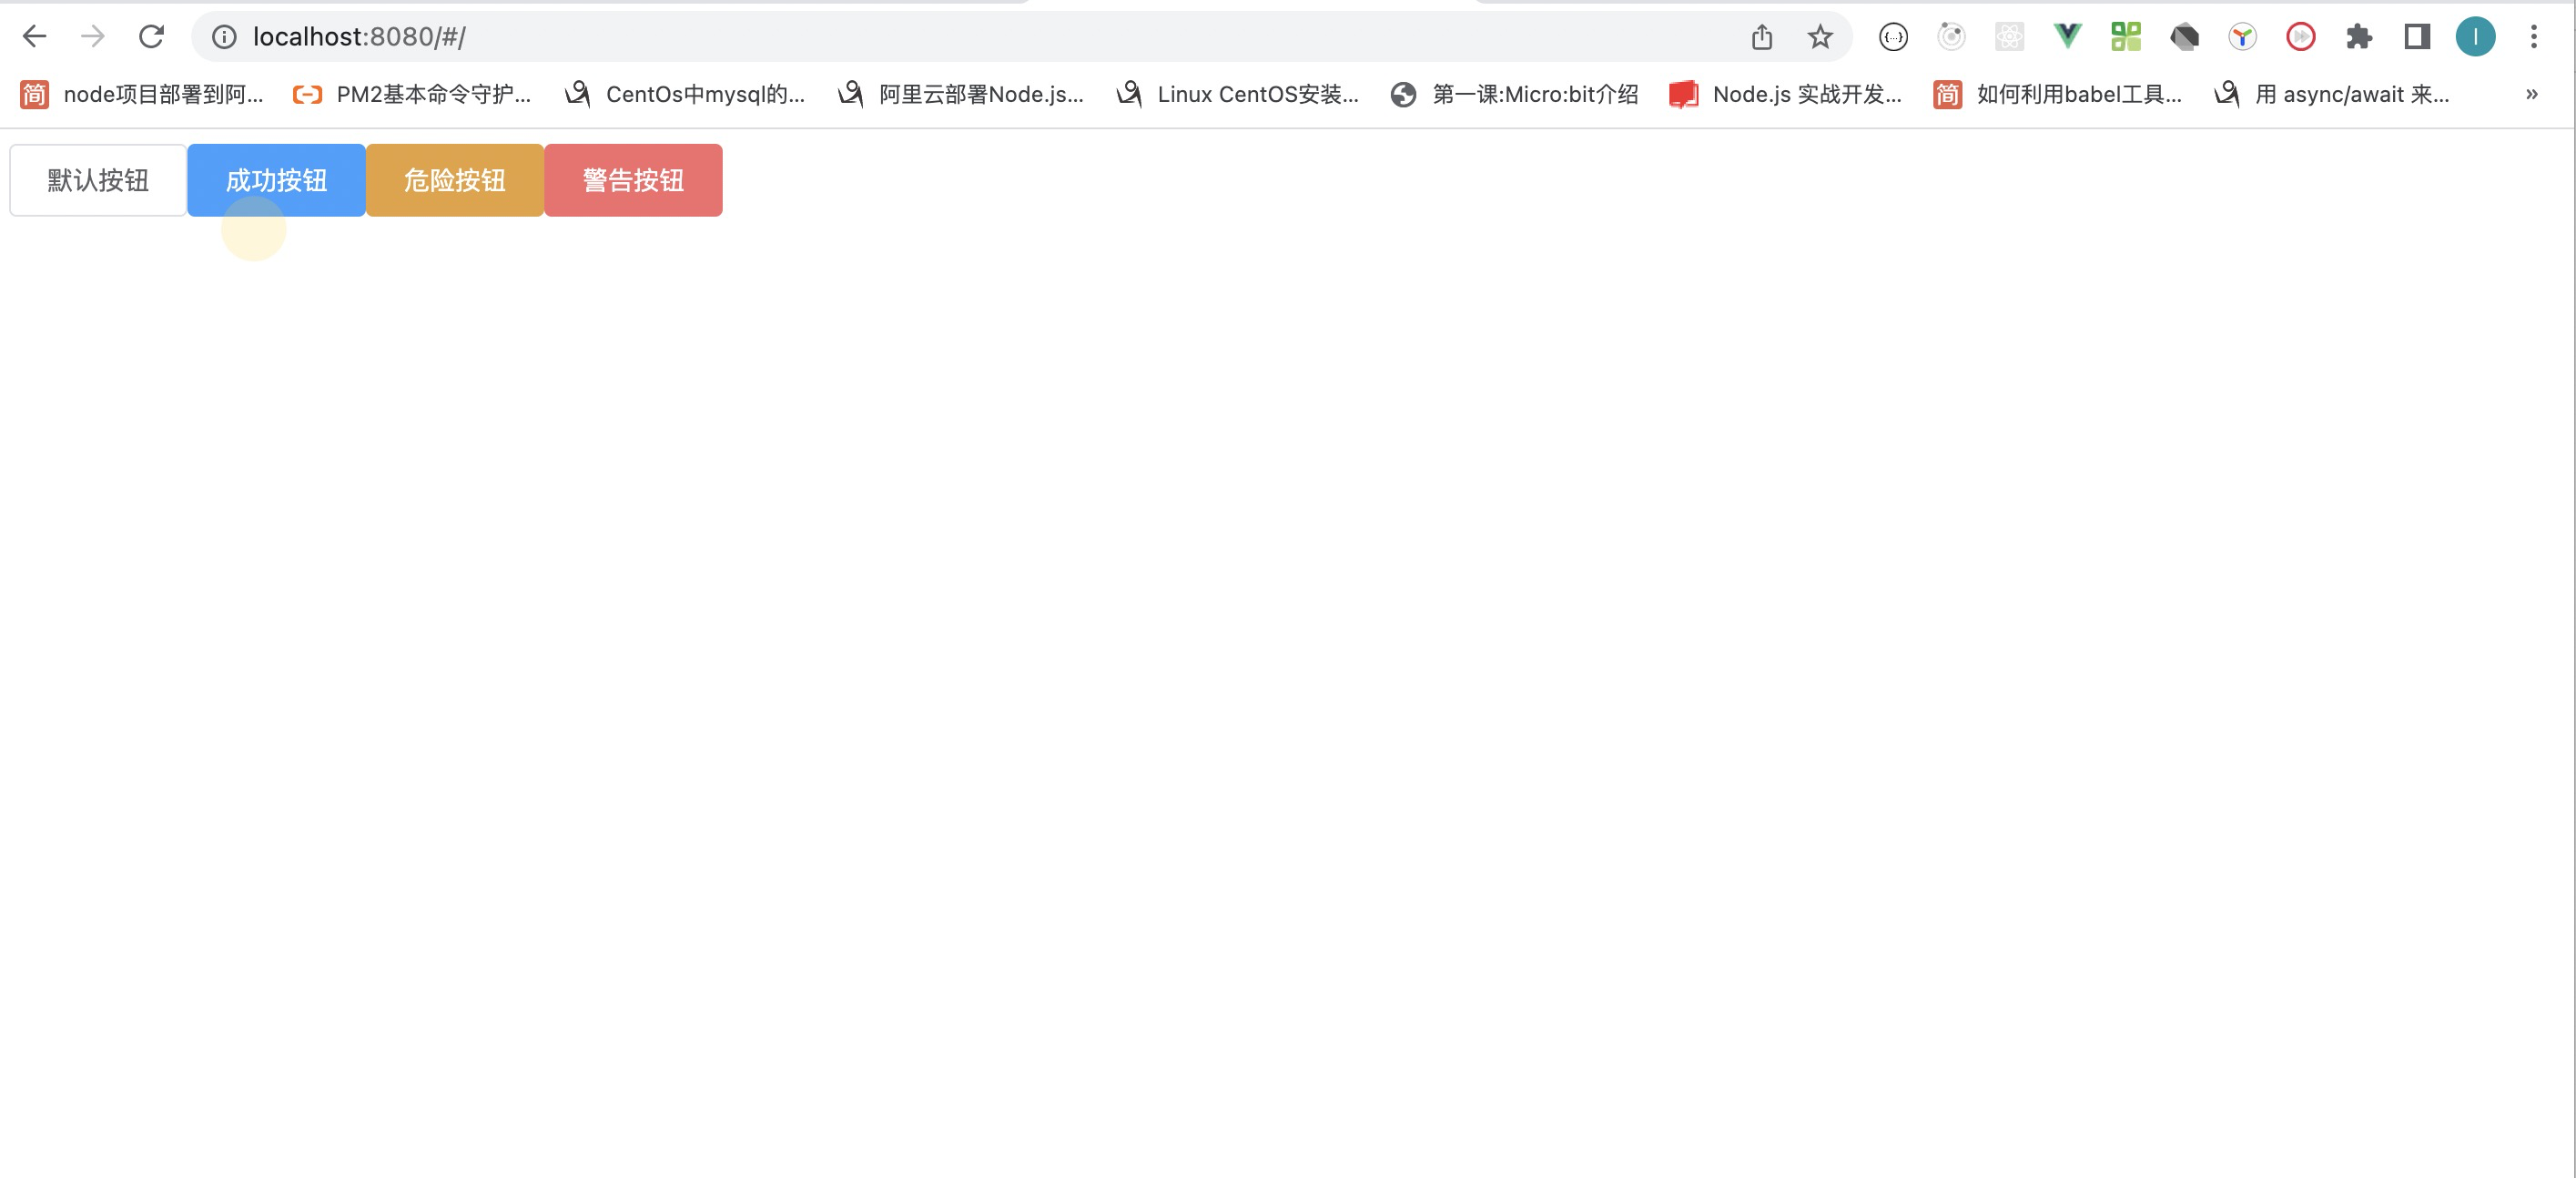 localhost:8080/#/
简 node项目部署到阿... PM2基本命令守护... CentOs中mysql的... 阿里云部署Node.js... Linux CentOS安装... 第一课:Micro:bit介绍 Node.js 实战开发... 简 如何利用babel工具... 用 async/await 来... »
默认按钮 成功按钮 危险按钮 警告按钮